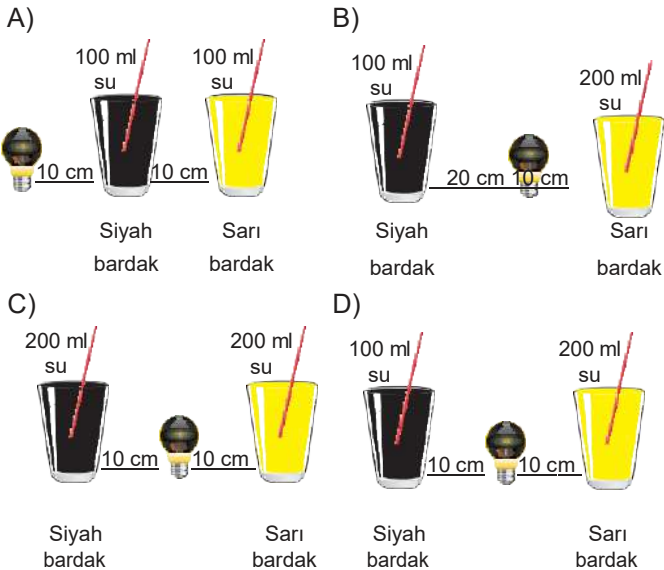 A)
100 ml 100 ml
su su
10 cm 10 cm
Siyah Sarı
bardak bardak
B)
100 ml 200 ml
su su
20 cm 10 cm
Siyah Sarı
bardak bardak
C)
200 ml 200 ml
su su
10 cm 10 cm
Siyah Sarı
bardak bardak
D)
100 ml 200 ml
su su
10 cm 10 cm
Siyah Sarı
bardak bardak